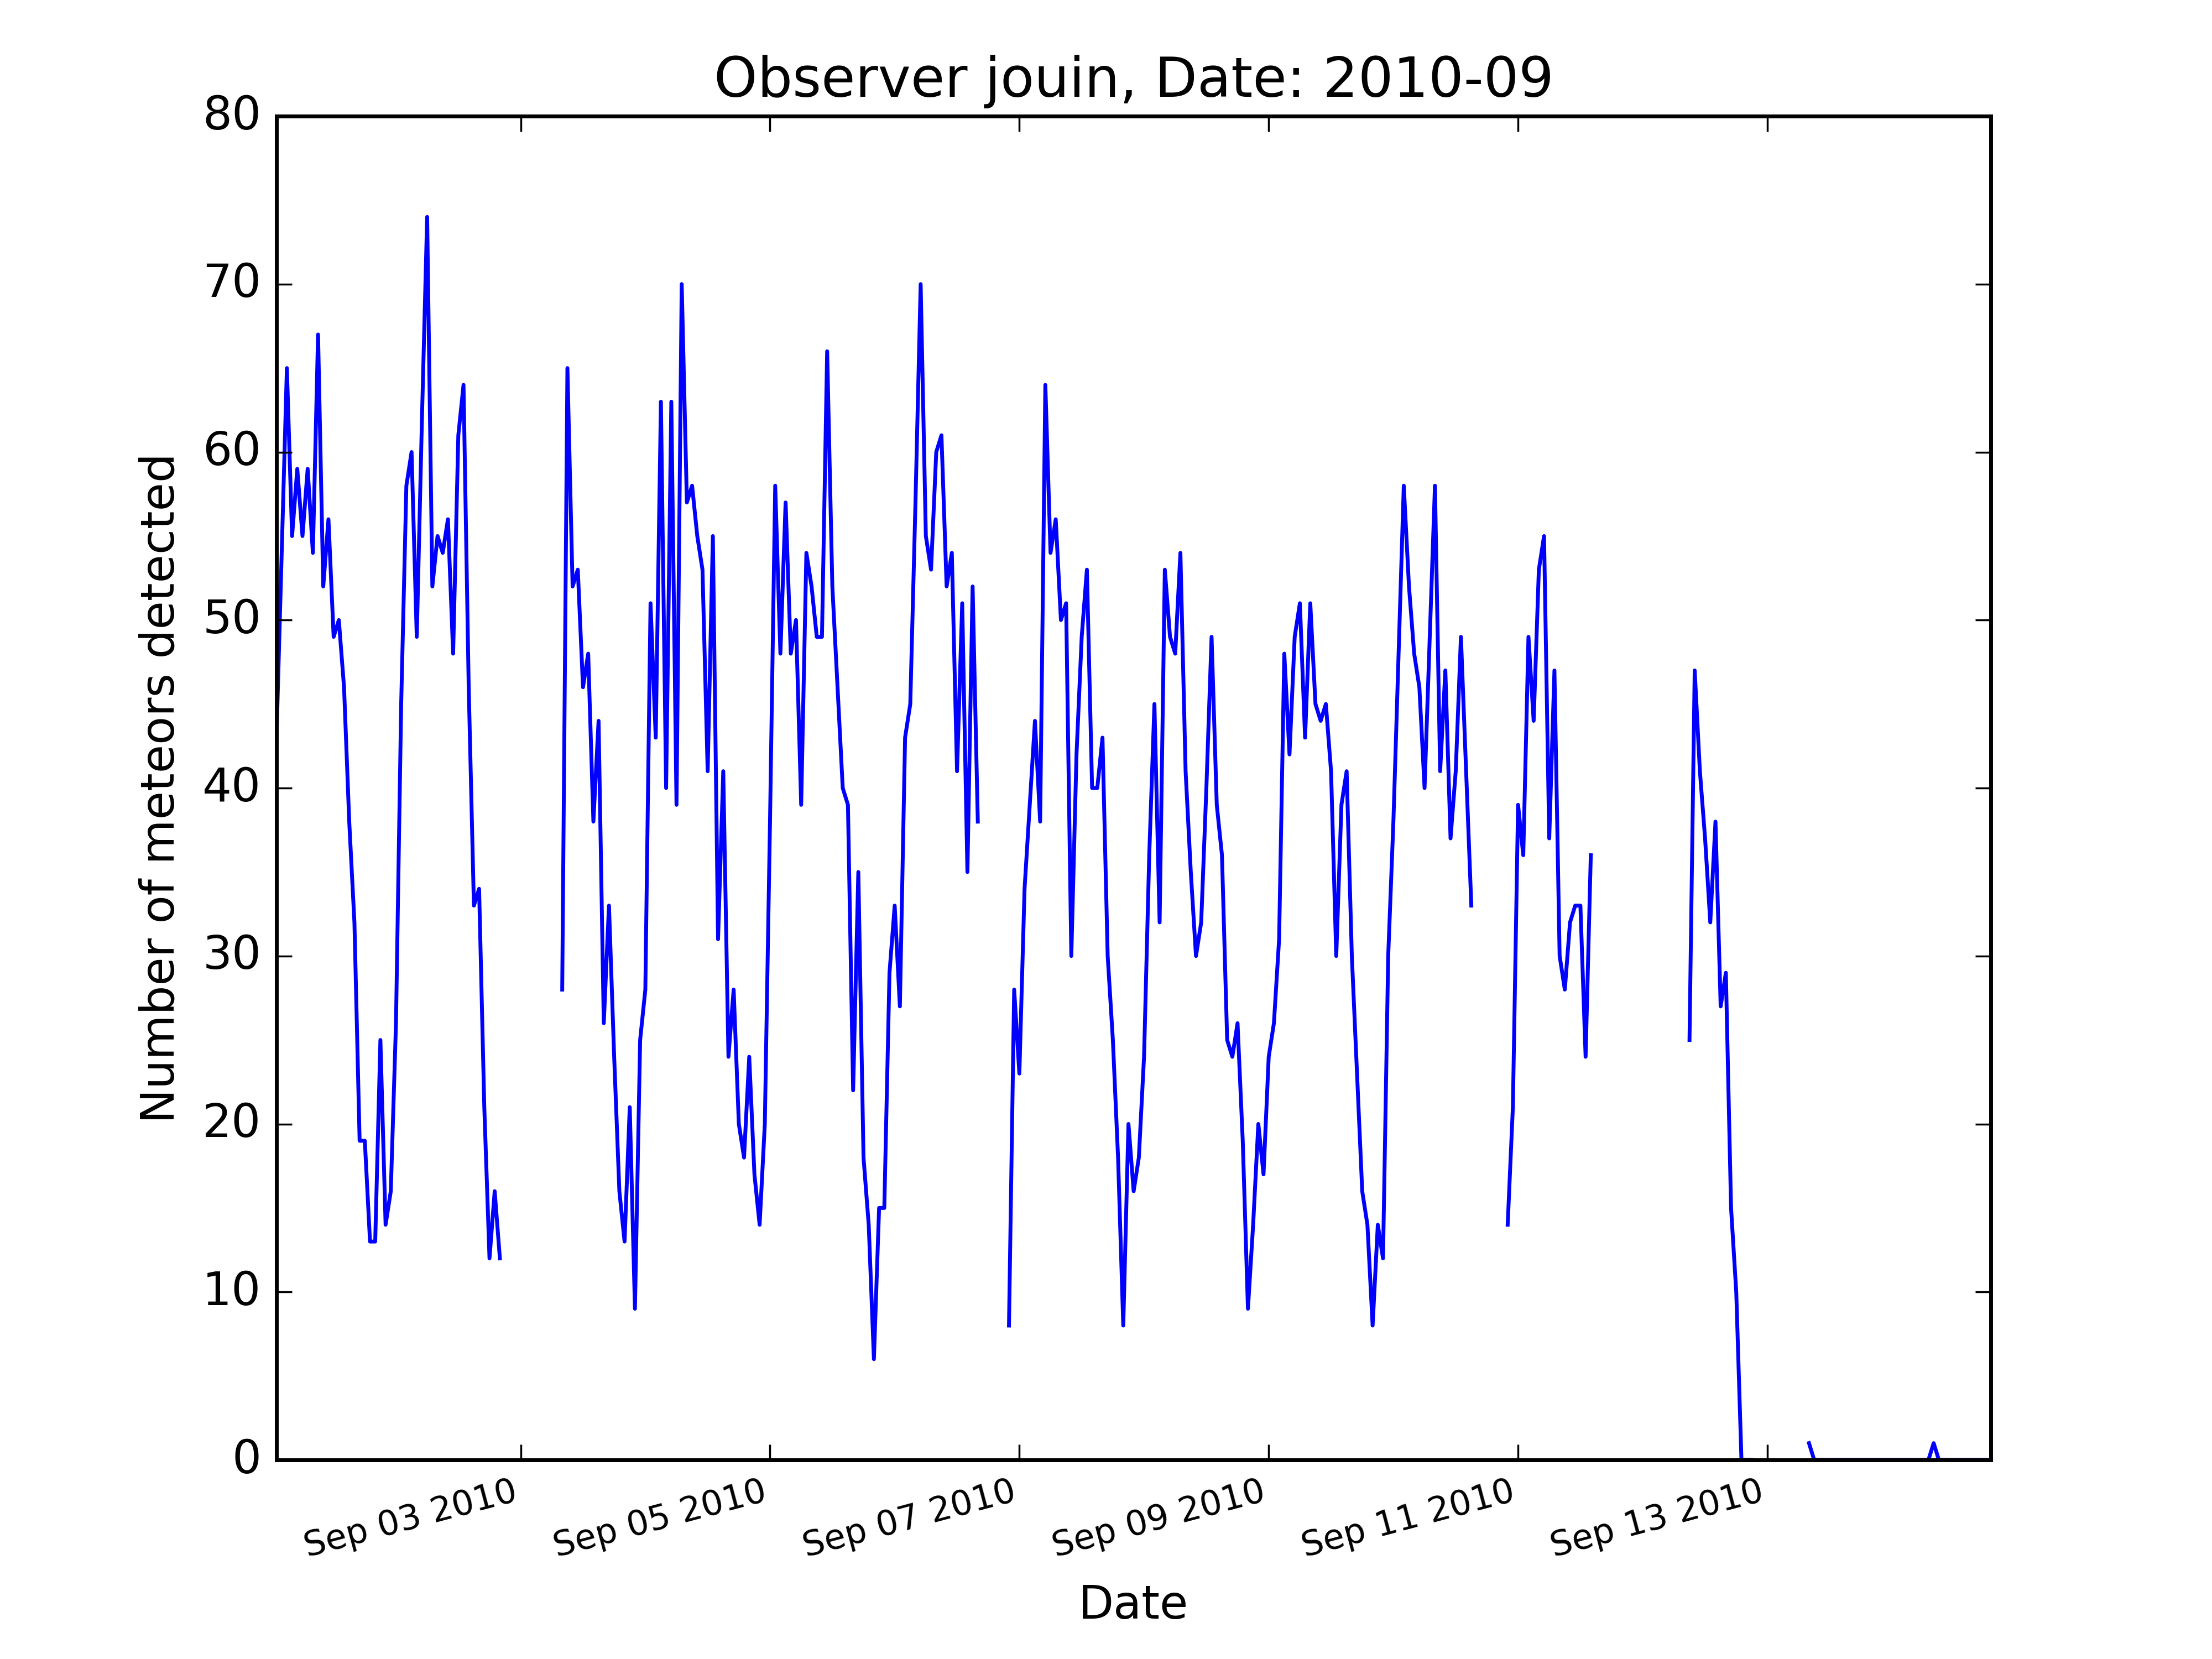 Observer jouin, Date: 2010-09
80
70
60
50
40
30
20
10
0
Number of meteors detected
Sep 03 2010
Sep 05 2010
Sep 07 2010
Sep 09 2010
Sep 11 2010
Sep 13 2010
Date